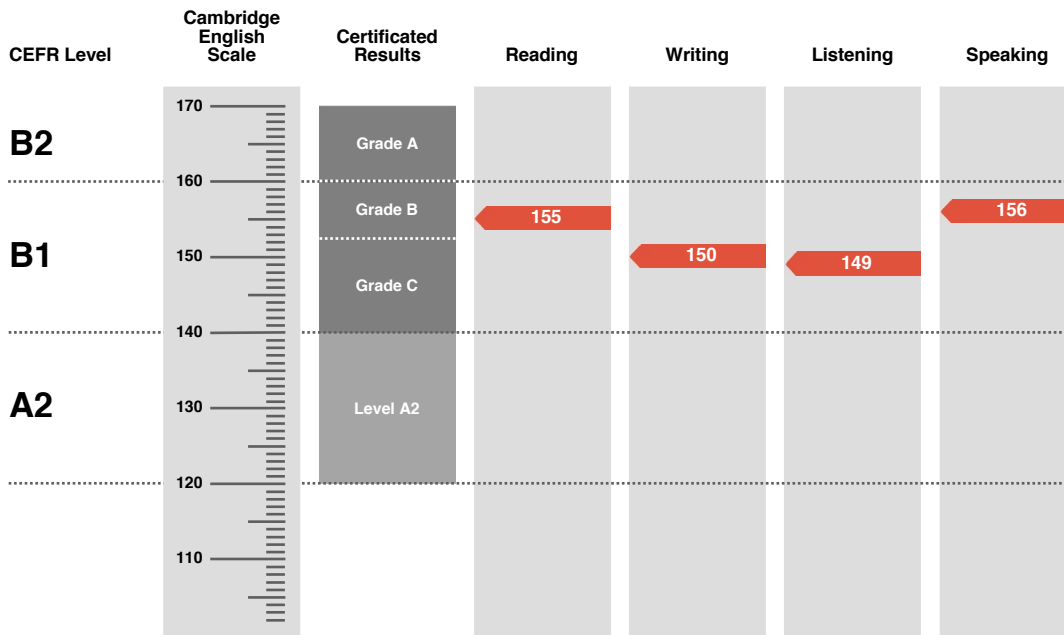 CEFR Level
Cambridge
English
Scale
Certificated
Results
Reading
Writing
Listening
Speaking
170
B2
Grade A
160
Grade B
155
156
B1
150
150
149
Grade C
140
A2
130
Level A2
120
110